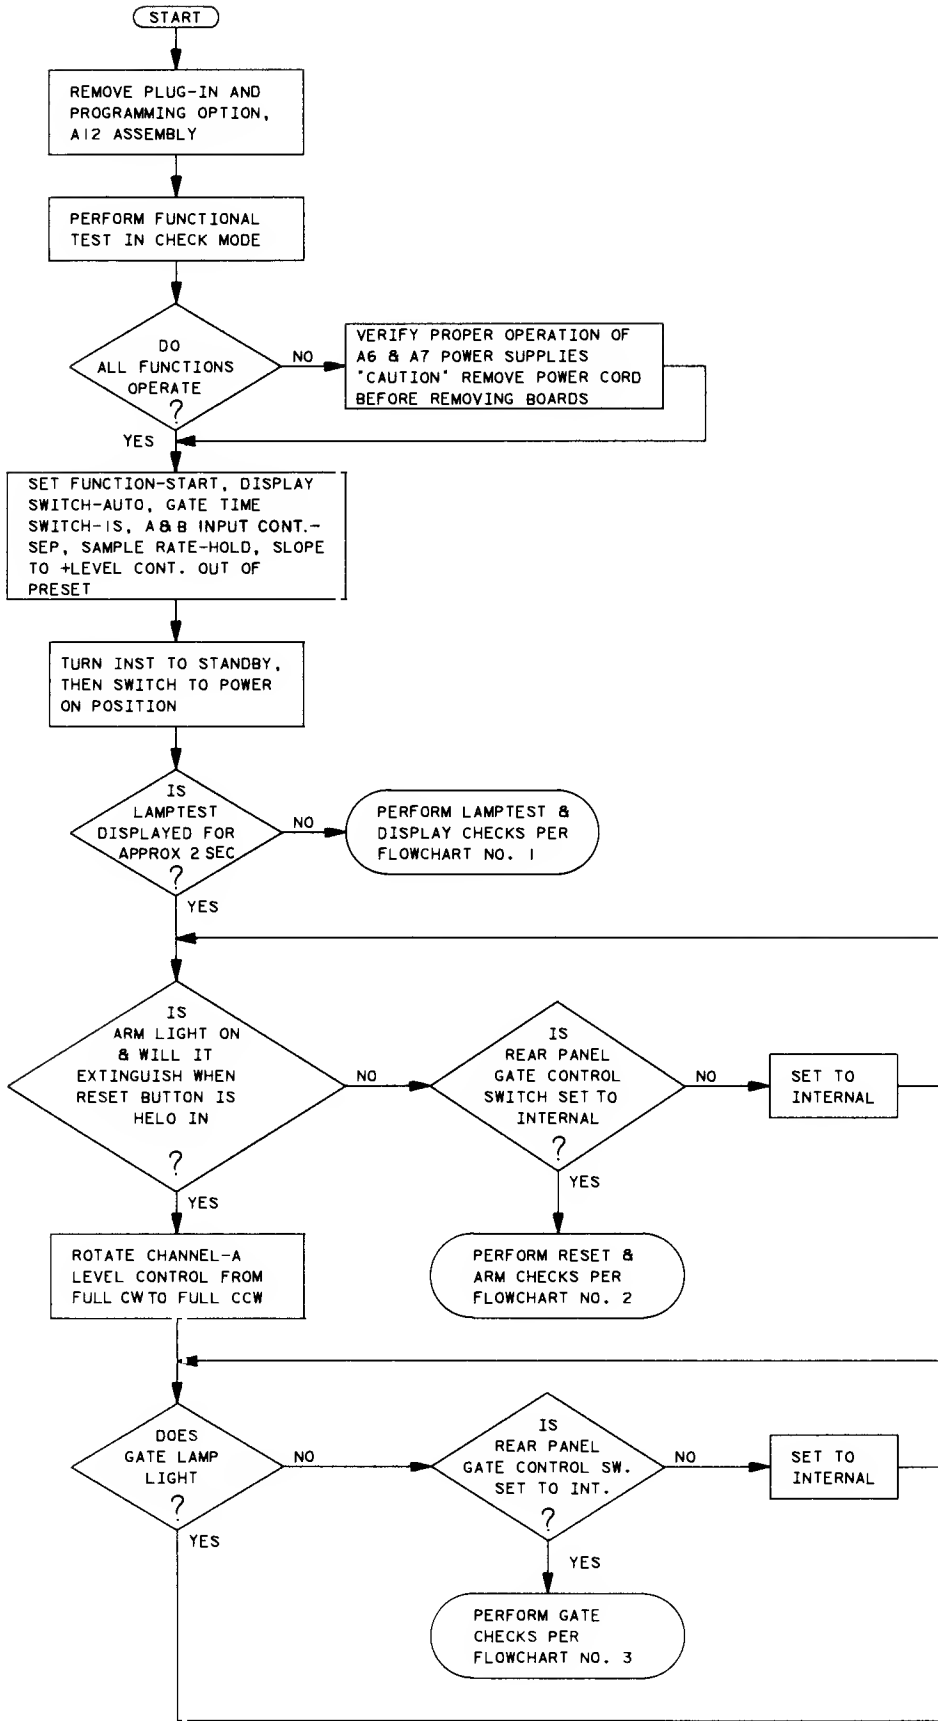 START
REMOVE PLUG-IN AND
PROGRAMMING OPTION,
A12 ASSEMBLY
PERFORM FUNCTIONAL
TEST IN CHECK MODE
DO
ALL FUNCTIONS
OPERATE
?
NO
VERIFY PROPER OPERATION OF
A6 & A7 POWER SUPPLIES
"CAUTION" REMOVE POWER CORD
BEFORE REMOVING BOARDS
YES
SET FUNCTION-START, DISPLAY
SWITCH-AUTO, GATE TIME
SWITCH-1S, A&B INPUT CONT.-
SEP, SAMPLE RATE-HOLD, SLOPE
TO +LEVEL CONT. OUT OF
PRESET
TURN INST TO STANDBY,
THEN SWITCH TO POWER
ON POSITION
IS
LAMPTEST
DISPLAYED FOR
APPROX 2 SEC
?
NO
PERFORM LAMPTEST &
DISPLAY CHECKS PER
FLOWCHART NO. 1
YES
IS
ARM LIGHT ON
& WILL IT
EXTINGUISH WHEN
RESET BUTTON IS
HELO IN
?
NO
IS
REAR PANEL
GATE CONTROL
SWITCH SET TO
INTERNAL
?
NO
SET TO
INTERNAL
YES
YES
ROTATE CHANNEL-A
LEVEL CONTROL FROM
FULL CW TO FULL CCW
PERFORM RESET &
ARM CHECKS PER
FLOWCHART NO. 2
DOES
GATE LAMP
LIGHT
?
NO
IS
REAR PANEL
GATE CONTROL SW.
SET TO INT.
?
NO
SET TO
INTERNAL
YES
YES
PERFORM GATE
CHECKS PER
FLOWCHART NO. 3